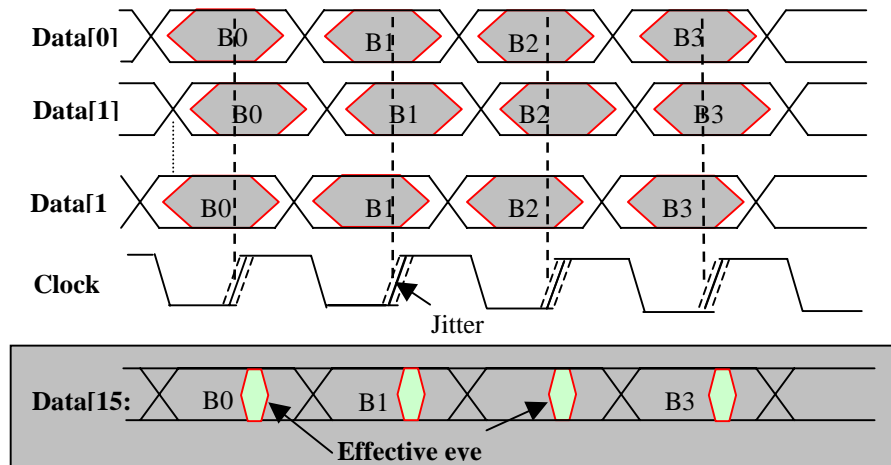 Data[0]
B0
B1
B2
B3
Data[1]
B0
B1
B2
B3
Data[1
B0
B1
B2
B3
Clock
Jitter
Data[15:
B0
B1
B3
Effective eye